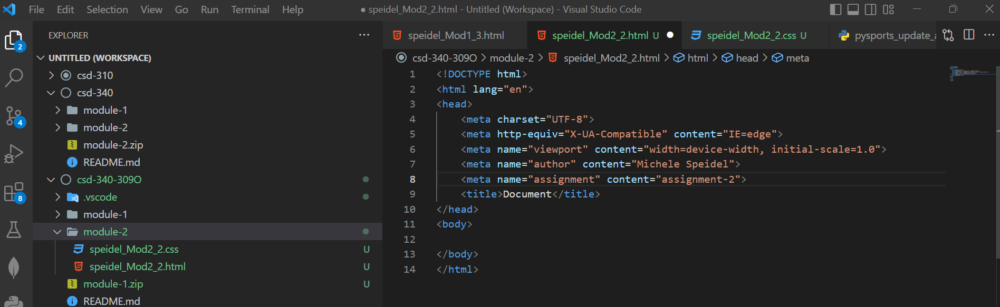 File Edit Selection View Go Run Terminal Help ● speidel_Mod2_2.html - Untitled (Workspace) - Visual Studio Code
EXPLORER ···
UNTITLED (WORKSPACE)
csd-310
csd-340
module-1
module-2
module-2.zip
README.md
csd-340-309O
.vscode
module-1
module-2
speidel_Mod2_2.css U
speidel_Mod2_2.html U
module-1.zip U
README.md
2
4
8
speidel_Mod1_3.html speidel_Mod2_2.html U ● speidel_Mod2_2.css U pysports_update_a
csd-340-309O > module-2 > speidel_Mod2_2.html > html > head > meta
1 <!DOCTYPE html>
2 <html lang="en">
3 <head>
4 <meta charset="UTF-8">
5 <meta http-equiv="X-UA-Compatible" content="IE=edge">
6 <meta name="viewport" content="width=device-width, initial-scale=1.0">
7 <meta name="author" content="Michele Speidel">
8 <meta name="assignment" content="assignment-2">
9 <title>Document</title>
10 </head>
11 <body>
12
13 </body>
14 </html>